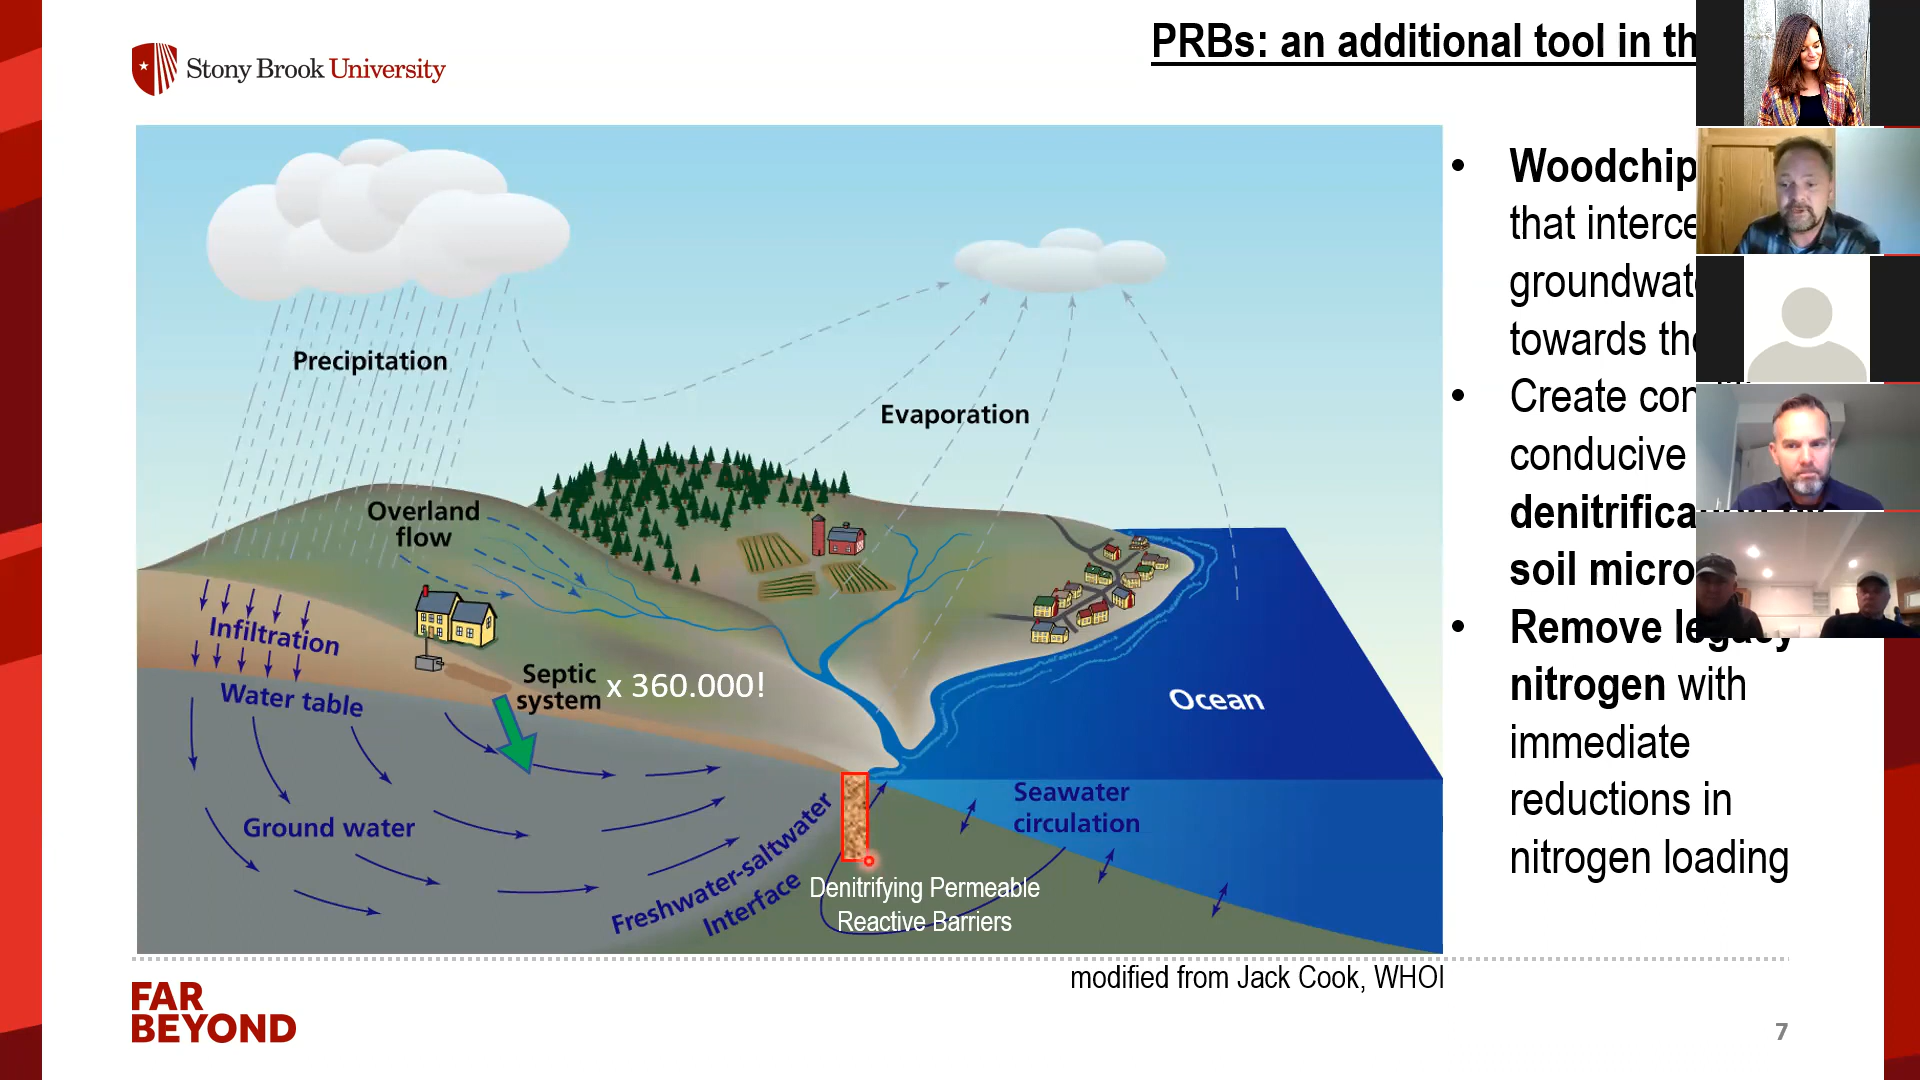 Stony Brook University
PRBs: an additional tool in th
Precipitation
Evaporation
Overland
flow
Infiltration
Water table
Septic
system
x 360.000!
Ground water
Ocean
Seawater
circulation
Freshwater-saltwater
Interface
Denitrifying Permeable
Reactive Barriers
• Woodchip
that interce
groundwat
towards th
• Create con
conducive
denitrifica
soil micro
• Remove legacy
nitrogen with
immediate
reductions in
nitrogen loading
modified from Jack Cook, WHOI
FAR
BEYOND
7